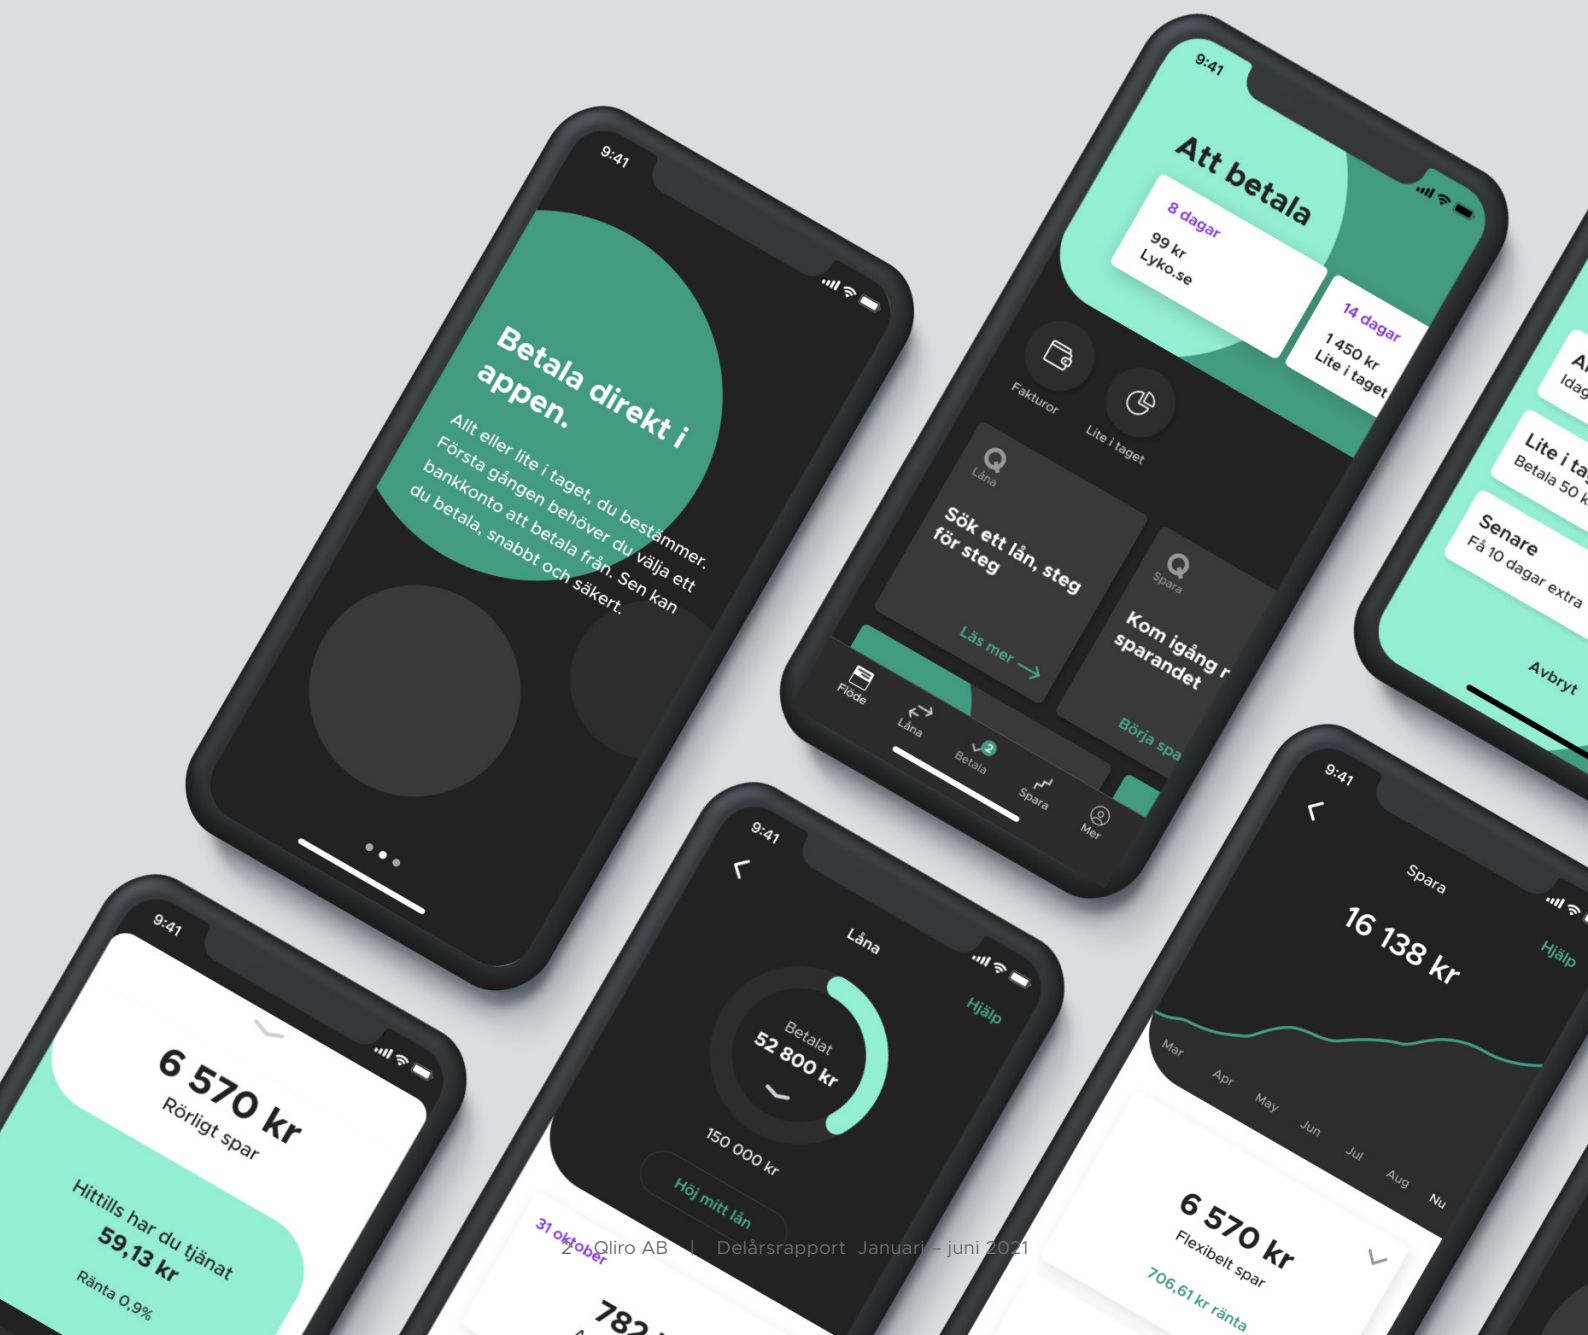 9:41
Betala direkt i
appen.
Allt eller lite i taget, du bestämmer.
Första gången behöver du välja ett
bankkonto att betala från. Sen kan
du betala, snabbt och säkert.
9:41
Att betala
8 dagar
99 kr
Lyko.se
14 dagar
1 450 kr
Lite i taget
Fakturor
Lite i taget
Låna
Sök ett lån, steg
för steg
Läs mer
Spara
Kom igång
sparandet
Börja spa
Flöde
Låna
2
Betala
Spara
Mer
Idag
Lite i ta
Betala 50 k
Senare
Få 10 dagar extra
Avbryt
9:41
6 570 kr
Rörligt spar
Hittills har du tjänat
59,13 kr
Ränta 0,9%
9:41
Låna
Hjälp
Betalat
52 800 kr
150 000 kr
Höj mitt lån
31 oktober
782
9:41
Spara
16 138 kr
Hjälp
Mar
Apr
May
Jun
Jul
Aug
Nu
6 570 kr
Flexibelt spar
706,61 kr ränta
2 Qliro AB | Delårsrapport Januari – juni 2021